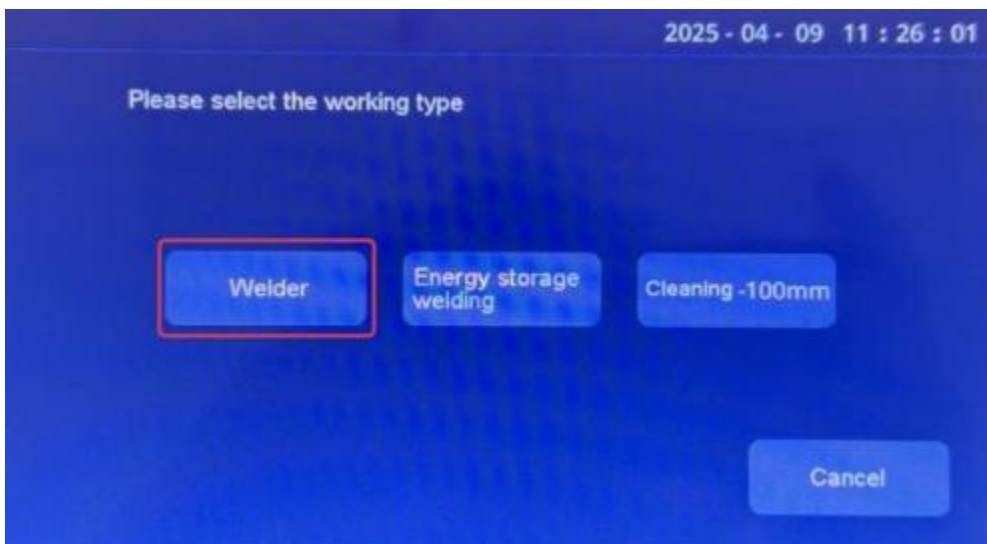 2025 - 04 - 09 11 : 26 : 01
Please select the working type
Welder
Energy storage
welding
Cleaning -100mm
Cancel